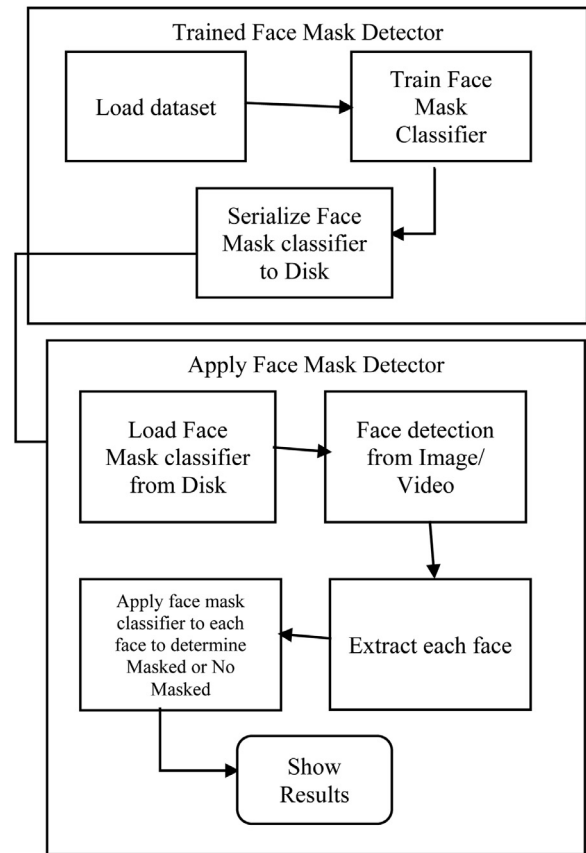 Trained Face Mask Detector
Load dataset
Train Face
Mask
Classifier
Serialize Face
Mask classifier
to Disk
Apply Face Mask Detector
Load Face
Mask classifier
from Disk
Face detection
from Image/
Video
Extract each face
Apply face mask
classifier to each
face to determine
Masked or No
Masked
Show
Results